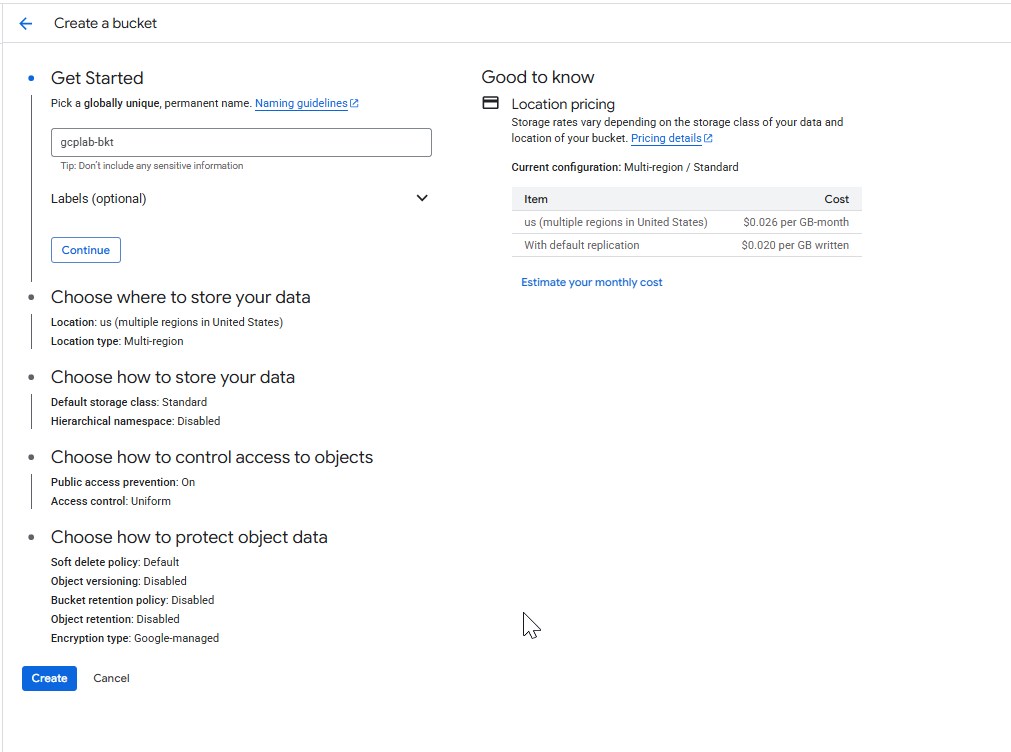 Create a bucket
Get Started
Pick a globally unique, permanent name. Naming guidelines
gcplab-bkt
Tip: Don't include any sensitive information
Labels (optional)
Continue
Choose where to store your data
Location: us (multiple regions in United States)
Location type: Multi-region
Choose how to store your data
Default storage class: Standard
Hierarchical namespace: Disabled
Choose how to control access to objects
Public access prevention: On
Access control: Uniform
Choose how to protect object data
Soft delete policy: Default
Object versioning: Disabled
Bucket retention policy: Disabled
Object retention: Disabled
Encryption type: Google-managed
Create Cancel
Good to know
Location pricing
Storage rates vary depending on the storage class of your data and
location of your bucket. Pricing details
Current configuration: Multi-region / Standard
Item Cost
us (multiple regions in United States) $0.026 per GB-month
With default replication $0.020 per GB written
Estimate your monthly cost